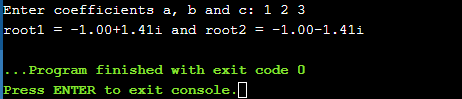 Enter coefficients a, b and c: 1 2 3
root1 = -1.00+1.41i and root2 = -1.00-1.41i
...Program finished with exit code 0
Press ENTER to exit console.